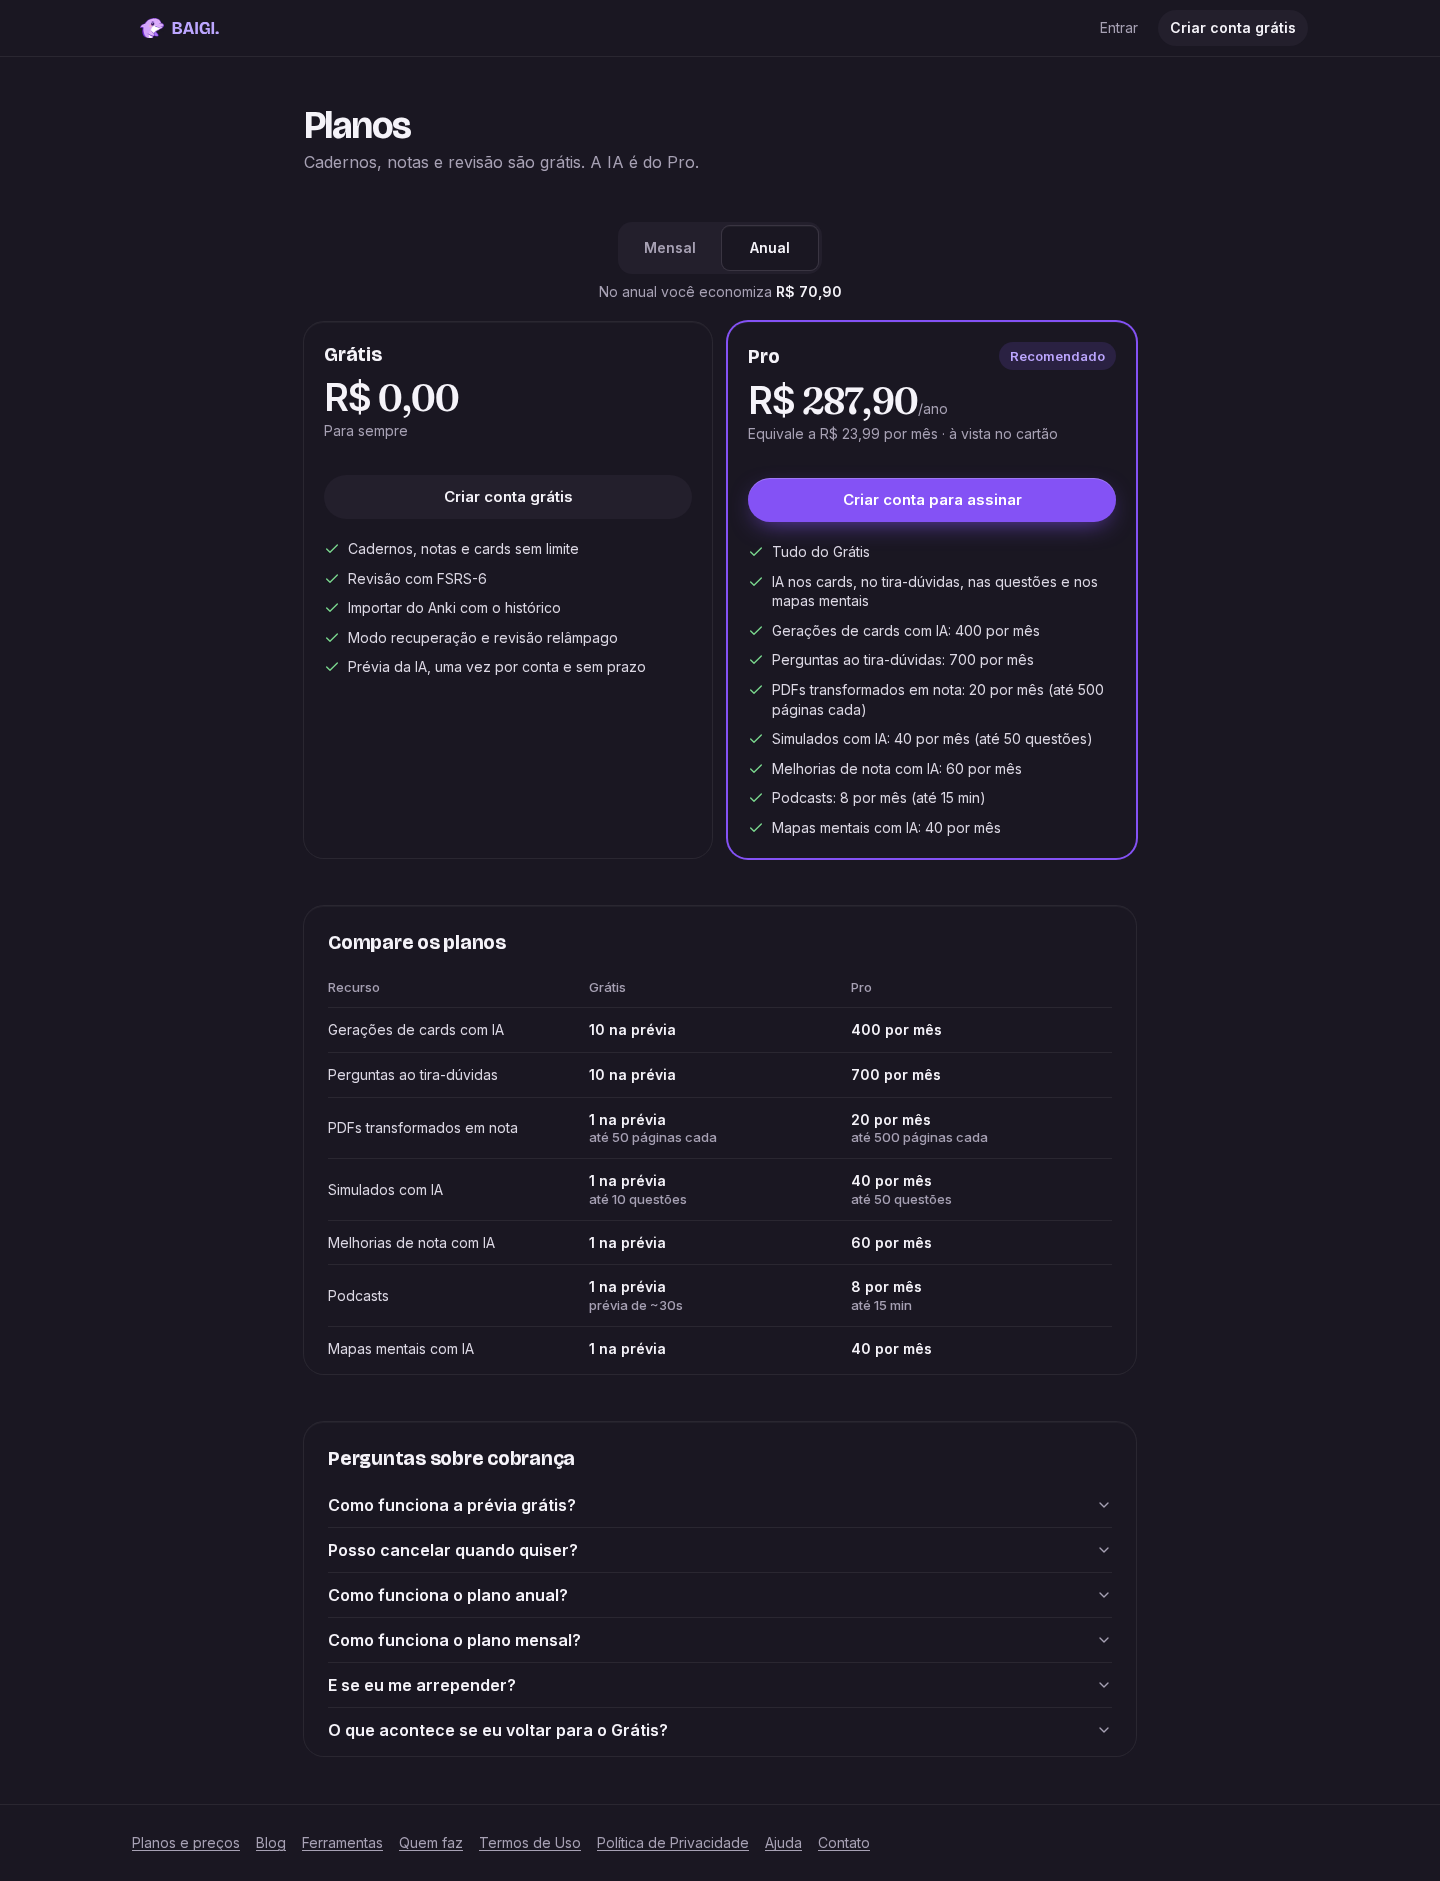 BAIGI.
Entrar
Criar conta grátis
Planos
Cadernos, notas e revisão são grátis. A IA é do Pro.
Mensal
Anual
No anual você economiza R$ 70,90
Grátis
R$ 0,00
Para sempre
Criar conta grátis
Cadernos, notas e cards sem limite
Revisão com FSRS-6
Importar do Anki com o histórico
Modo recuperação e revisão relâmpago
Prévia da IA, uma vez por conta e sem prazo
Pro
Recomendado
R$ 287,90/ano
Equivale a R$ 23,99 por mês · à vista no cartão
Criar conta para assinar
Tudo do Grátis
IA nos cards, no tira-dúvidas, nas questões e nos
mapas mentais
Gerações de cards com IA: 400 por mês
Perguntas ao tira-dúvidas: 700 por mês
PDFs transformados em nota: 20 por mês (até 500
páginas cada)
Simulados com IA: 40 por mês (até 50 questões)
Melhorias de nota com IA: 60 por mês
Podcasts: 8 por mês (até 15 min)
Mapas mentais com IA: 40 por mês
Compare os planos
Recurso Grátis Pro
Gerações de cards com IA 10 na prévia 400 por mês
Perguntas ao tira-dúvidas 10 na prévia 700 por mês
PDFs transformados em nota 1 na prévia 20 por mês
até 50 páginas cada até 500 páginas cada
Simulados com IA 1 na prévia 40 por mês
até 10 questões até 50 questões
Melhorias de nota com IA 1 na prévia 60 por mês
Podcasts 1 na prévia 8 por mês
prévia de ~30s até 15 min
Mapas mentais com IA 1 na prévia 40 por mês
Perguntas sobre cobrança
Como funciona a prévia grátis?
Posso cancelar quando quiser?
Como funciona o plano anual?
Como funciona o plano mensal?
E se eu me arrepender?
O que acontece se eu voltar para o Grátis?
Planos e preços Blog Ferramentas Quem faz Termos de Uso Política de Privacidade Ajuda Contato